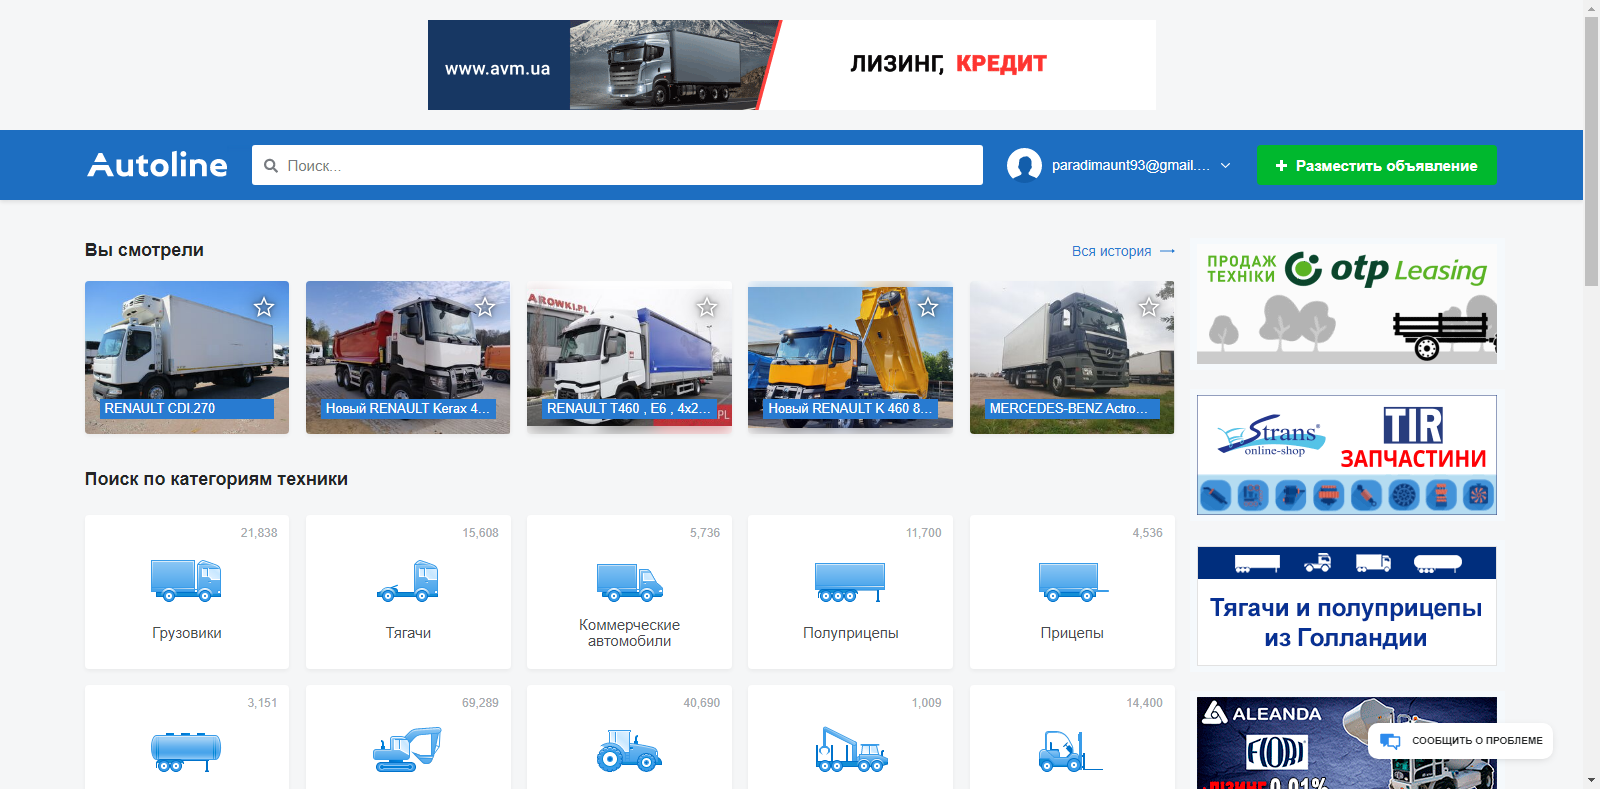 www.avm.ua
ЛИЗИНГ, КРЕДИТ
Autoline
Поиск...
paradimaunt93@gmail....
+ Разместить объявление
Вы смотрели
Вся история →
RENAULT CDI.270
Новый RENAULT Kerax 4...
AROWKI.PL
RENAULT T460 , E6 , 4x2...
PL
Новый RENAULT K 460 8...
MERCEDES-BENZ Actro...
ПРОДАЖ
ТЕХНІКИ
otp Leasing
Strans
online-shop
TIR
ЗАПЧАСТИНИ
Поиск по категориям техники
21,838
Грузовики
15,608
Тягачи
5,736
Коммерческие
автомобили
11,700
Полуприцепы
4,536
Прицепы
Тягачи и полуприцепы
из Голландии
3,151
69,289
40,690
1,009
14,400
ALEANDA
FIORI
ЛІЗИНГ 0,01%
СООБЩИТЬ О ПРОБЛЕМЕ